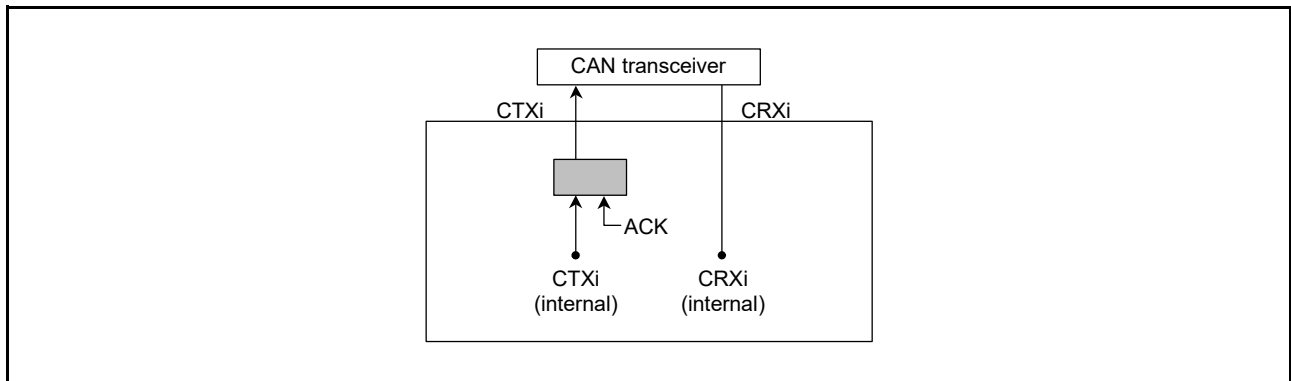 CAN transceiver
CTXi
CRXi
ACK
CTXi
(internal)
CRXi
(internal)